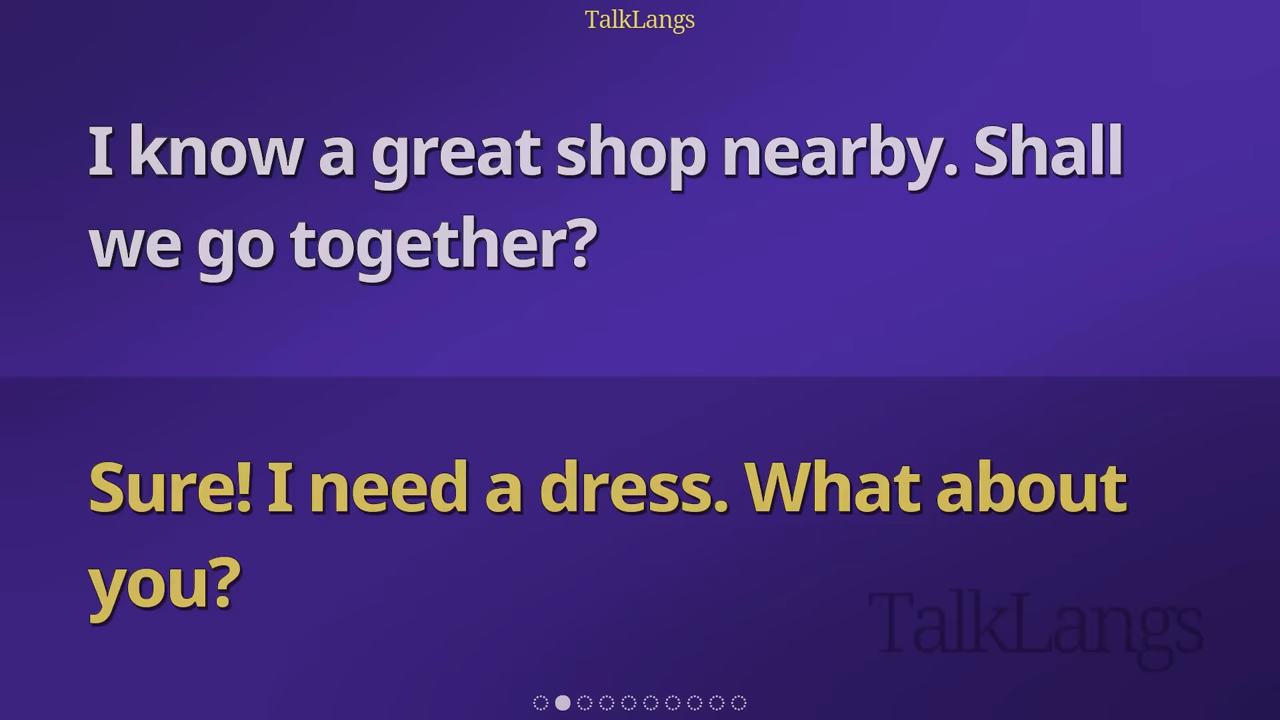 TalkLangs
I know a great shop nearby. Shall
we go together?
Sure! I need a dress. What about
you?
TalkLangs